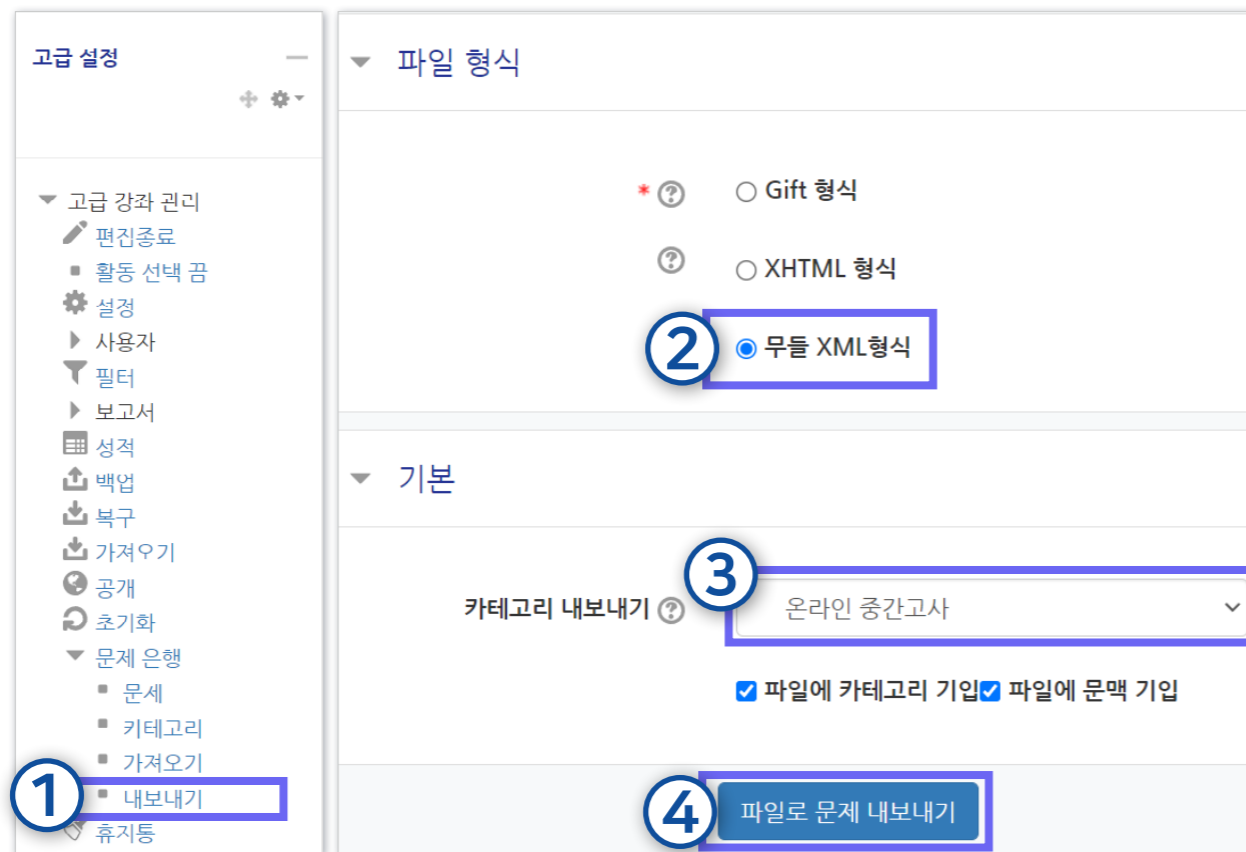 고급 설정
고급 강좌 관리
편집종료
활동 선택 끔
설정
사용자
필터
보고서
성적
백업
복구
가져오기
공개
초기화
문제 은행
문세
키테고리
가져오기
1
내보내기
휴지통
파일 형식
* Gift 형식
XHTML 형식
2
무들 XML형식
기본
3
카테고리 내보내기
온라인 중간고사
파일에 카테고리 기입 파일에 문맥 기입
4
파일로 문제 내보내기